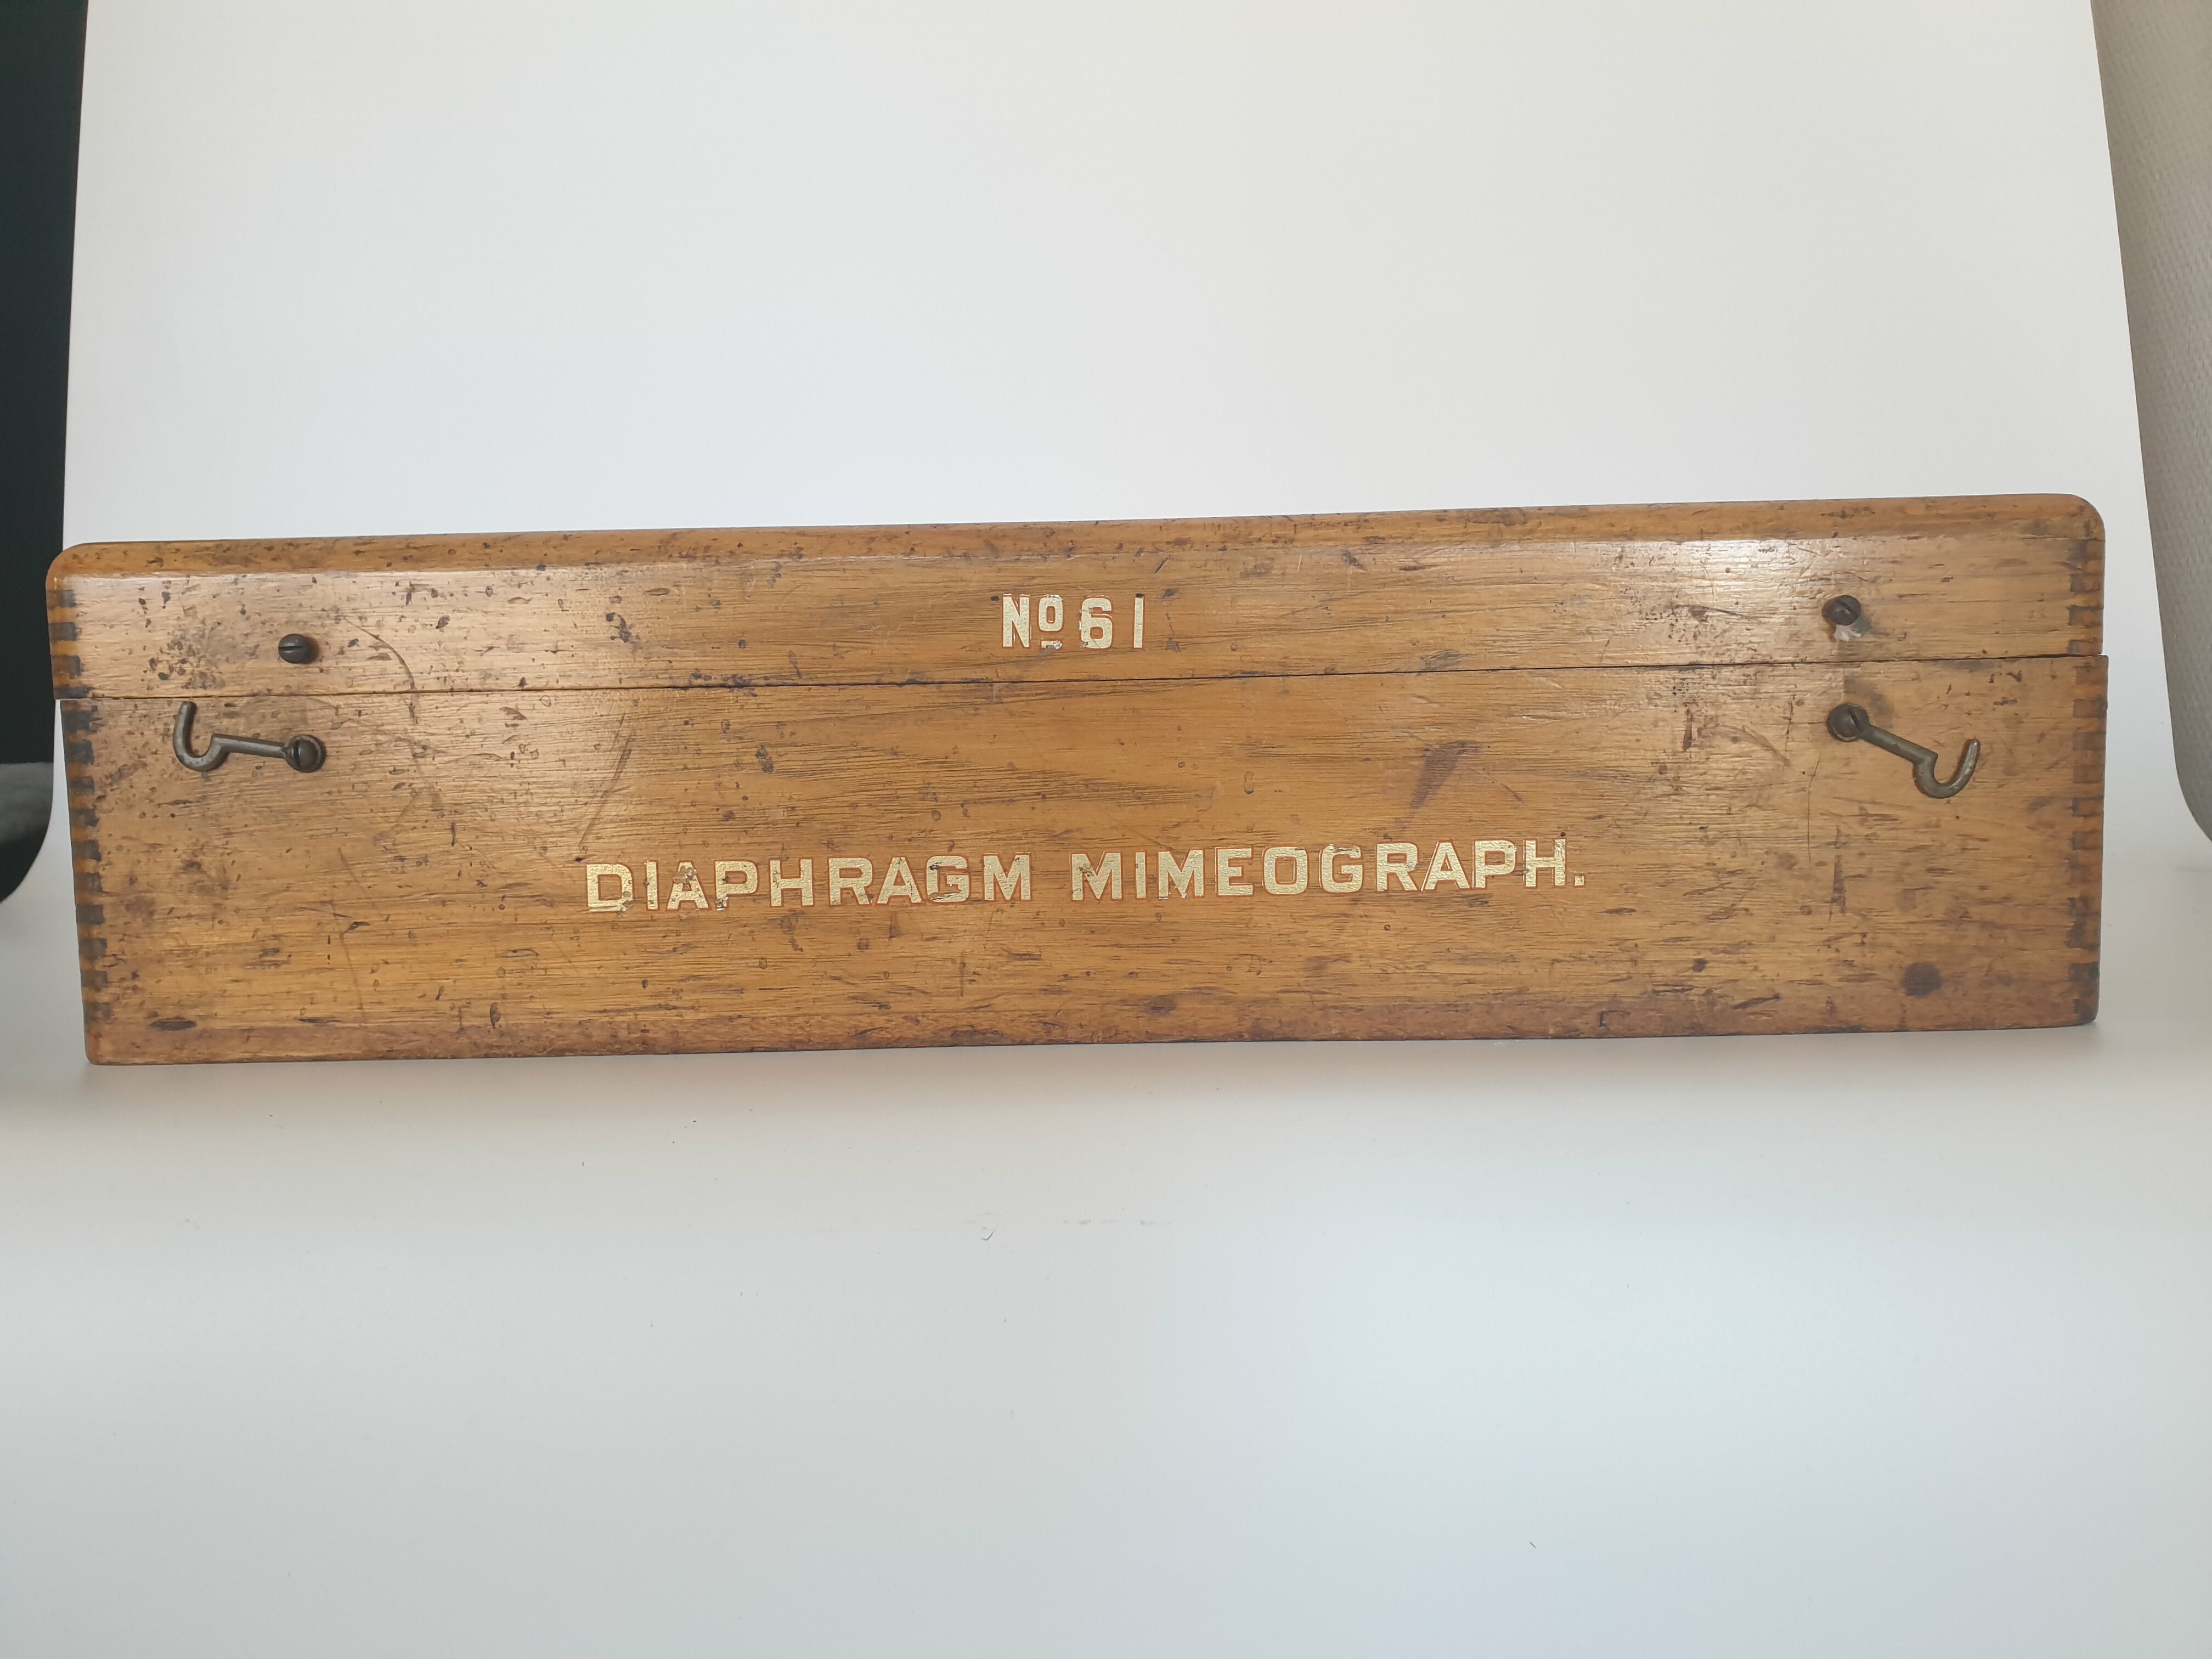 Nº 61
DIAPHRAGM MIMEOGRAPH.